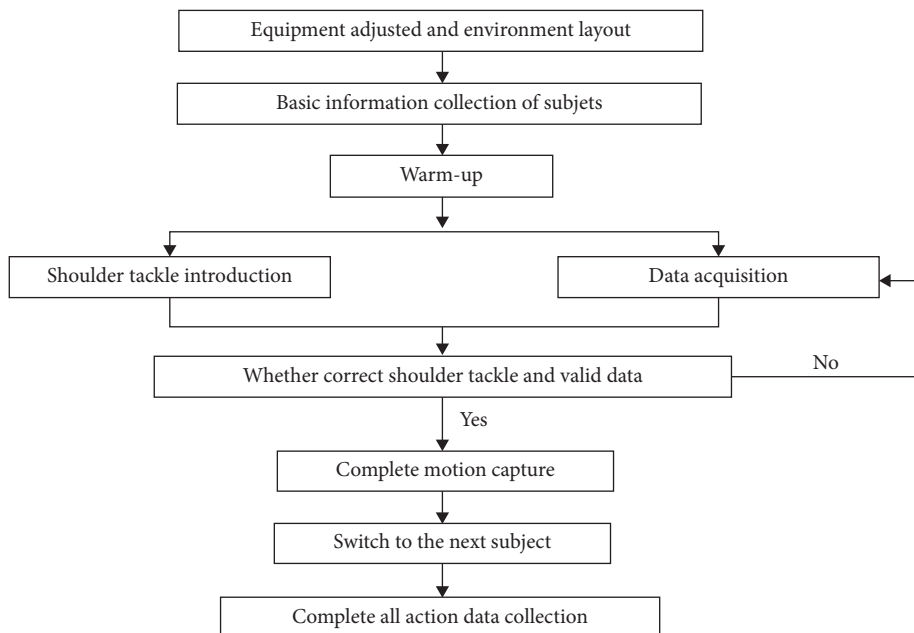 Equipment adjusted and environment layout
Basic information collection of subjets
Warm-up
Shoulder tackle introduction
Data acquisition
Whether correct shoulder tackle and valid data
No
Yes
Complete motion capture
Switch to the next subject
Complete all action data collection